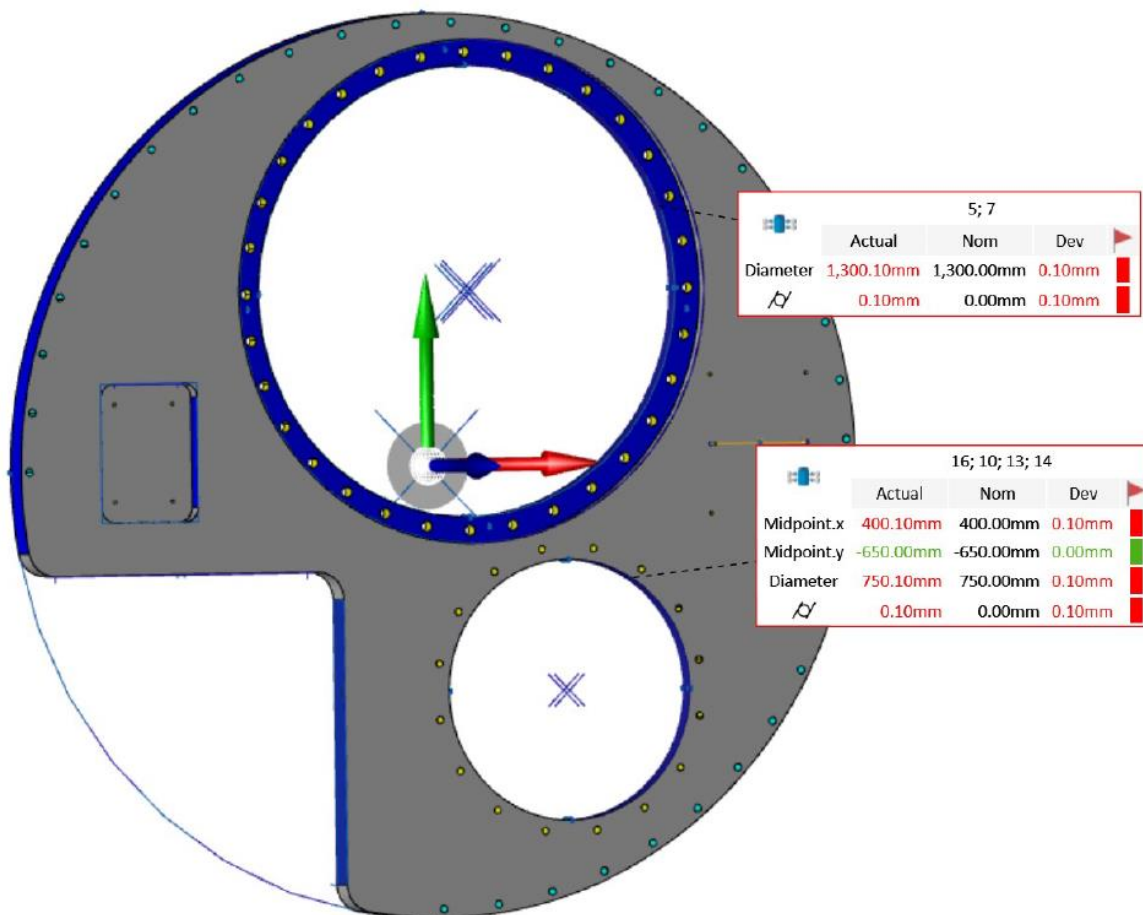 5; 7
Actual Nom Dev
Diameter 1,300.10mm 1,300.00mm 0.10mm
0.10mm 0.00mm 0.10mm
16; 10; 13; 14
Actual Nom Dev
Midpoint.x 400.10mm 400.00mm 0.10mm
Midpoint.y -650.00mm -650.00mm 0.00mm
Diameter 750.10mm 750.00mm 0.10mm
0.10mm 0.00mm 0.10mm